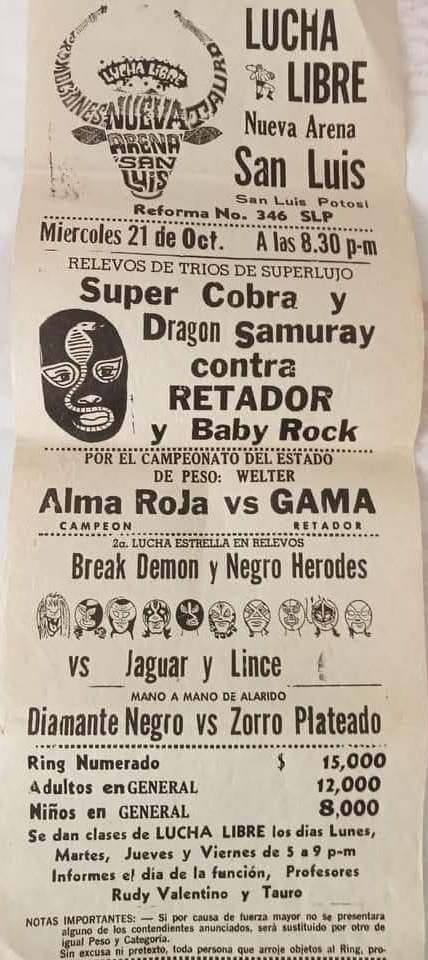 PROMOCIONES TAURO
LUCHA LIBRE
NUEVA
ARENA
SAN
LUIS
LUCHA
LIBRE
Nueva Arena
San Luis
San Luis Potosi
Reforma No. 346 SLP
Miercoles 21 de Oct. A las 8.30 p-m
RELEVOS DE TRIOS DE SUPERLUJO
Super Cobra y
Dragon Samuray
contra
RETADOR
y Baby Rock
POR EL CAMPEONATO DEL ESTADO
DE PESO: WELTER
Alma RoJa vs GAMA
CAMPEON RETADOR
2a. LUCHA ESTRELLA EN RELEVOS
Break Demon y Negro Herodes
vs Jaguar y Lince
MANO A MANO DE ALARIDO
Diamante Negro vs Zorro Plateado
Ring Numerado $ 15,000
Adultos en GENERAL 12,000
Niños en GENERAL 8,000
Se dan clases de LUCHA LIBRE los dias Lunes,
Martes, Jueves y Viernes de 5 a 9 p-m
Informes el día de la función, Profesores
Rudy Valentino y Tauro
NOTAS IMPORTANTES: — Si por causa de fuerza mayor no se presentara
alguno de los contendientes anunciados, será sustituido por otro de
igual Peso y Categoría.
Sin excusa ni pretexto, toda persona que arroje objetos al Ring, pro-